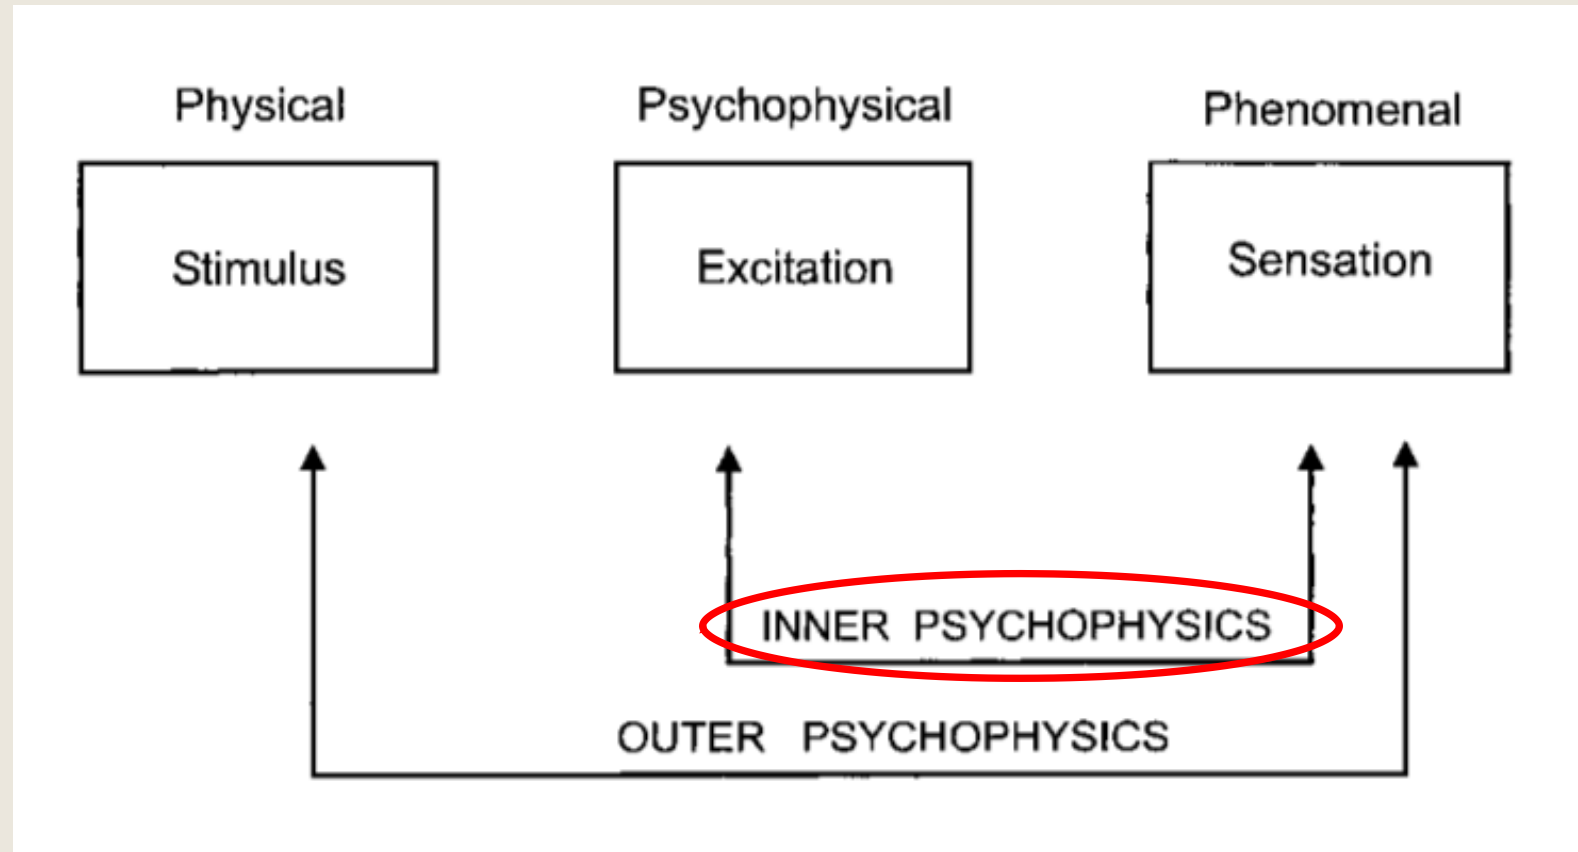 Physical
Psychophysical
Phenomenal
Stimulus
Excitation
Sensation
INNER PSYCHOPHYSICS
OUTER PSYCHOPHYSICS